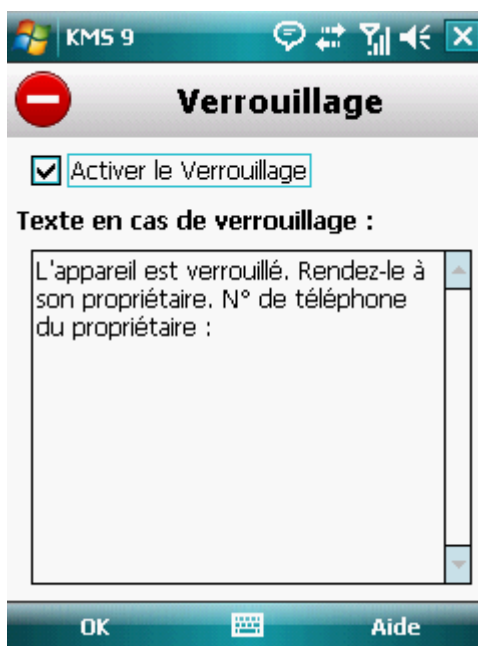 KMS 9
Verrouillage
Activer le Verrouillage
Texte en cas de verrouillage :
L'appareil est verrouillé. Rendez-le à
son propriétaire. N° de téléphone
du propriétaire :
OK
Aide